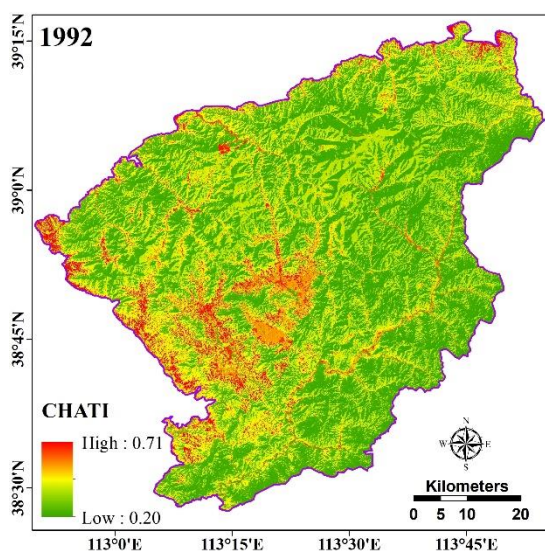 1992
39°15'N
39°0'N
38°45'N
38°30'N
CHATI
High : 0.71
Low : 0.20
N
W E
S
Kilometers
0 5 10 20
113°0'E 113°15'E 113°30'E 113°45'E